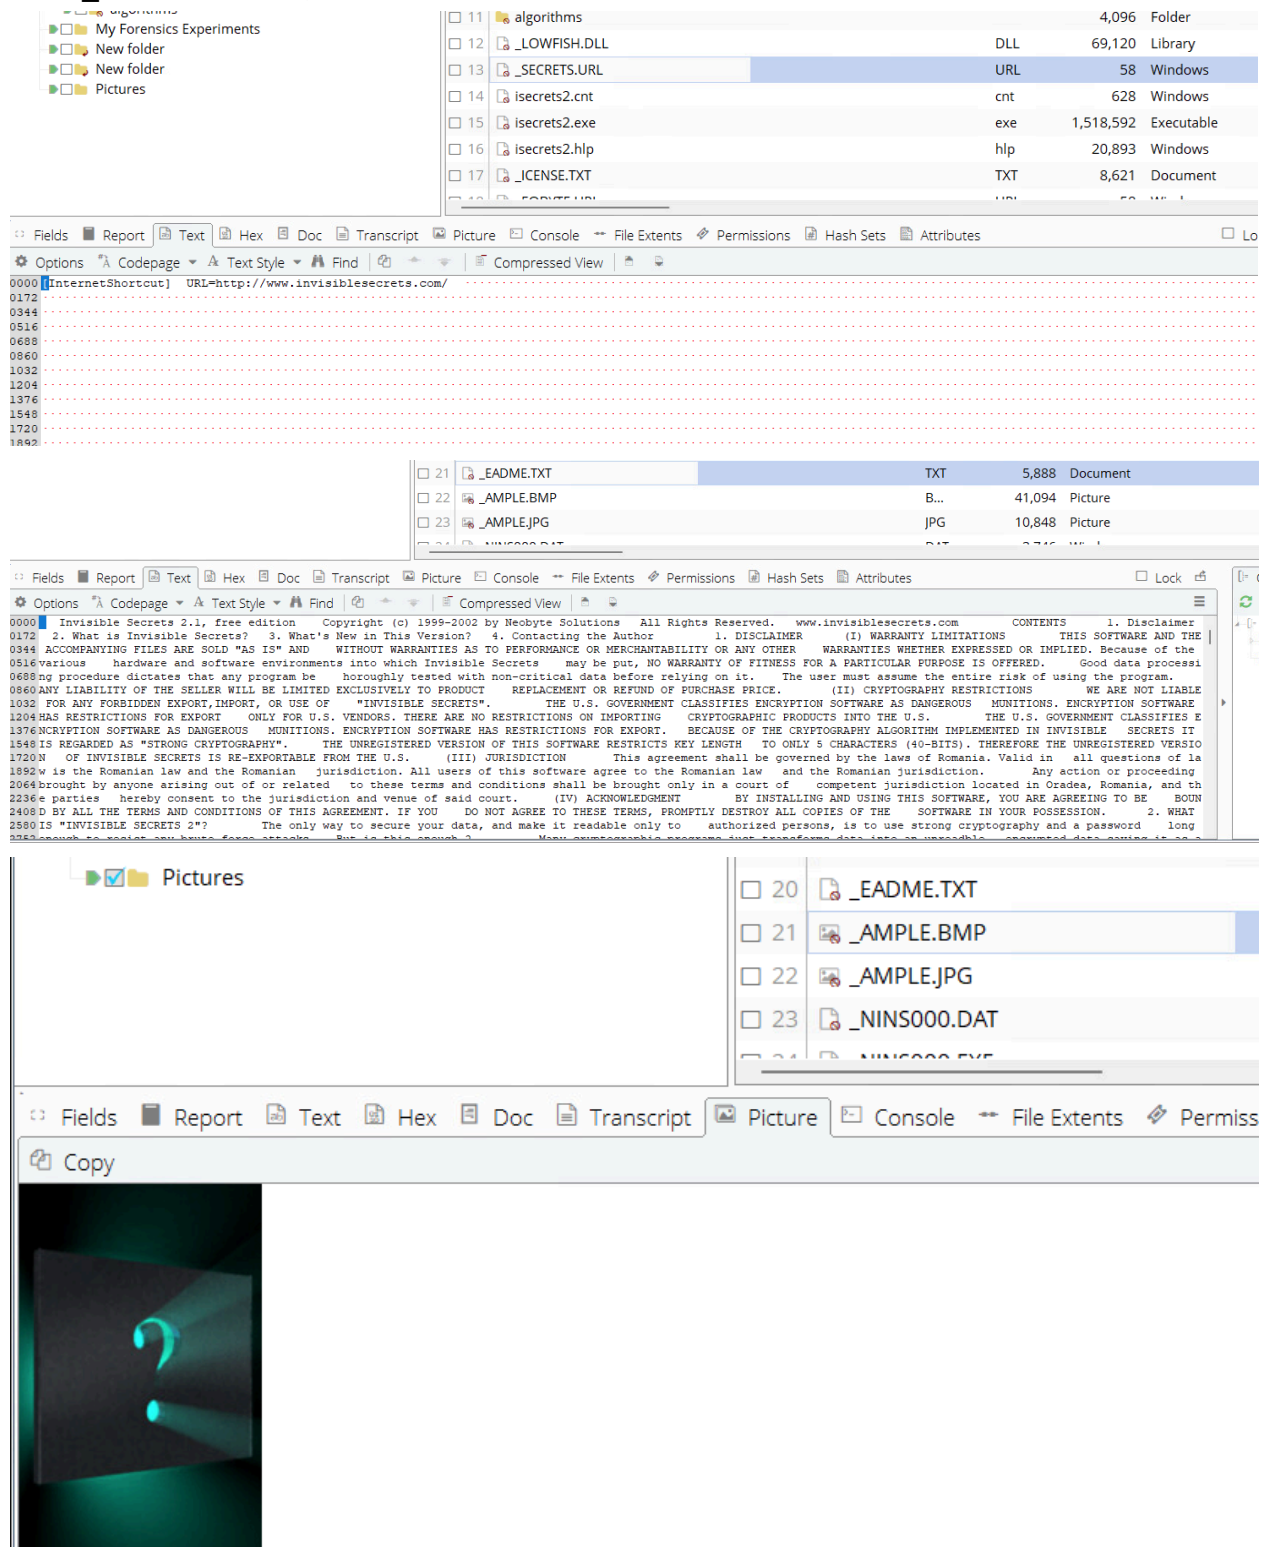 My Forensics Experiments
New folder
New folder
Pictures
11 algorithms 4,096 Folder
12 _LOWFISH.DLL DLL 69,120 Library
13 _SECRETS.URL URL 58 Windows
14 isecrets2.cnt cnt 628 Windows
15 isecrets2.exe exe 1,518,592 Executable
16 isecrets2.hlp hlp 20,893 Windows
17 _ICENSE.TXT TXT 8,621 Document
Fields Report Text Hex Doc Transcript Picture Console File Extents Permissions Hash Sets Attributes Lo
Options Codepage Text Style Find Compressed View
0000 [InternetShortcut] URL=http://www.invisiblesecrets.com/
0172
0344
0516
0688
0860
1032
1204
1376
1548
1720
1892
21 _EADME.TXT TXT 5,888 Document
22 _AMPLE.BMP B... 41,094 Picture
23 _AMPLE.JPG JPG 10,848 Picture
Fields Report Text Hex Doc Transcript Picture Console File Extents Permissions Hash Sets Attributes Lock
Options Codepage Text Style Find Compressed View
0000 Invisible Secrets 2.1, free edition Copyright (c) 1999-2002 by Neobyte Solutions All Rights Reserved. www.invisiblesecrets.com CONTENTS 1. Disclaimer
0172 2. What is Invisible Secrets? 3. What's New in This Version? 4. Contacting the Author 1. DISCLAIMER (I) WARRANTY LIMITATIONS THIS SOFTWARE AND THE
0344 ACCOMPANYING FILES ARE SOLD "AS IS" AND WITHOUT WARRANTIES AS TO PERFORMANCE OR MERCHANTABILITY OR ANY OTHER WARRANTIES WHETHER EXPRESSED OR IMPLIED. Because of the
0516 various hardware and software environments into which Invisible Secrets may be put, NO WARRANTY OF FITNESS FOR A PARTICULAR PURPOSE IS OFFERED. Good data processi
0688 ng procedure dictates that any program be horoughly tested with non-critical data before relying on it. The user must assume the entire risk of using the program.
0860 ANY LIABILITY OF THE SELLER WILL BE LIMITED EXCLUSIVELY TO PRODUCT REPLACEMENT OR REFUND OF PURCHASE PRICE. (II) CRYPTOGRAPHY RESTRICTIONS WE ARE NOT LIABLE
1032 FOR ANY FORBIDDEN EXPORT,IMPORT, OR USE OF "INVISIBLE SECRETS". THE U.S. GOVERNMENT CLASSIFIES ENCRYPTION SOFTWARE AS DANGEROUS MUNITIONS. ENCRYPTION SOFTWARE
1204 HAS RESTRICTIONS FOR EXPORT ONLY FOR U.S. VENDORS. THERE ARE NO RESTRICTIONS ON IMPORTING CRYPTOGRAPHIC PRODUCTS INTO THE U.S. THE U.S. GOVERNMENT CLASSIFIES E
1376 NCRYPTION SOFTWARE AS DANGEROUS MUNITIONS. ENCRYPTION SOFTWARE HAS RESTRICTIONS FOR EXPORT. BECAUSE OF THE CRYPTOGRAPHY ALGORITHM IMPLEMENTED IN INVISIBLE SECRETS IT
1548 IS REGARDED AS "STRONG CRYPTOGRAPHY". THE UNREGISTERED VERSION OF THIS SOFTWARE RESTRICTS KEY LENGTH TO ONLY 5 CHARACTERS (40-BITS). THEREFORE THE UNREGISTERED VERSIO
1720 N OF INVISIBLE SECRETS IS RE-EXPORTABLE FROM THE U.S. (III) JURISDICTION This agreement shall be governed by the laws of Romania. Valid in all questions of la
1892 w is the Romanian law and the Romanian jurisdiction. All users of this software agree to the Romanian law and the Romanian jurisdiction. Any action or proceeding
2064 brought by anyone arising out of or related to these terms and conditions shall be brought only in a court of competent jurisdiction located in Oradea, Romania, and th
2236 e parties hereby consent to the jurisdiction and venue of said court. (IV) ACKNOWLEDGMENT BY INSTALLING AND USING THIS SOFTWARE, YOU ARE AGREEING TO BE BOUN
2408 D BY ALL THE TERMS AND CONDITIONS OF THIS AGREEMENT. IF YOU DO NOT AGREE TO THESE TERMS, PROMPTLY DESTROY ALL COPIES OF THE SOFTWARE IN YOUR POSSESSION. 2. WHAT
2580 IS "INVISIBLE SECRETS 2"? The only way to secure your data, and make it readable only to authorized persons, is to use strong cryptography and a password long
Pictures
20 _EADME.TXT
21 _AMPLE.BMP
22 _AMPLE.JPG
23 _NINS000.DAT
Fields Report Text Hex Doc Transcript Picture Console File Extents Permiss
Copy
?